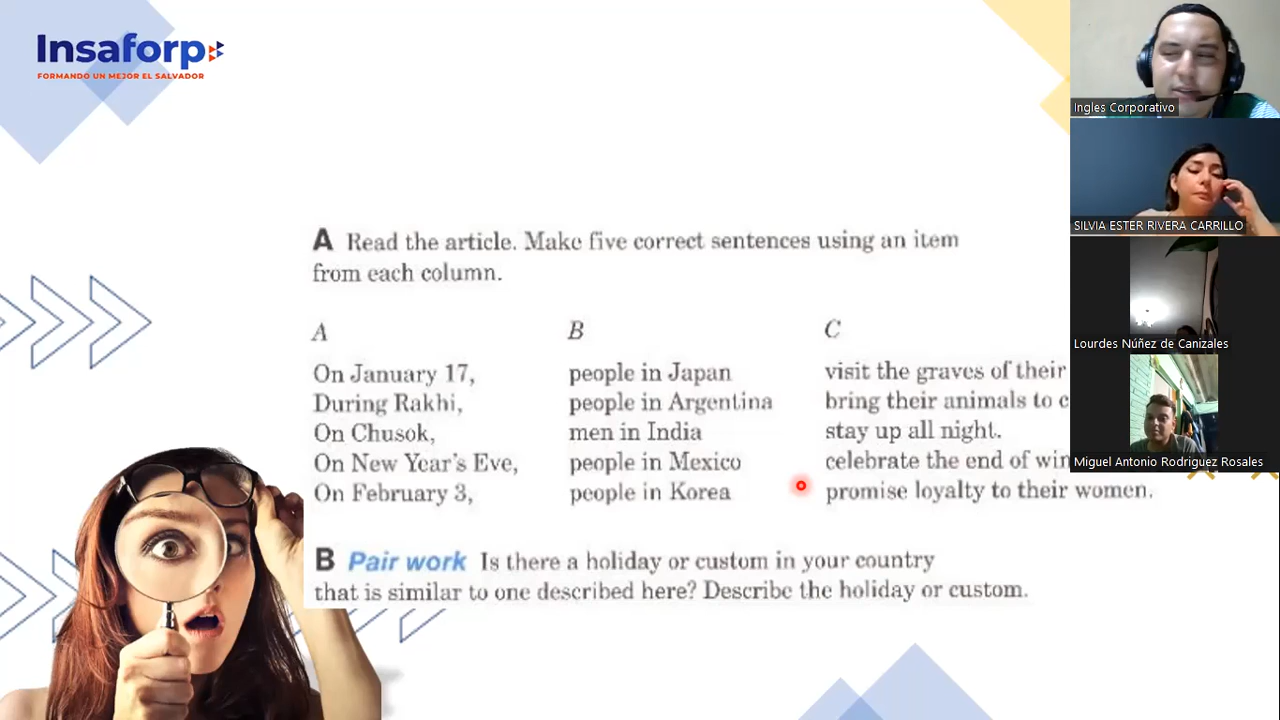 Insaforp
FORMANDO UN MEJOR EL SALVADOR
A Read the article. Make five correct sentences using an item
from each column.
A B C
On January 17, people in Japan visit the graves of their
During Rakhi, people in Argentina bring their animals to
On Chusok, men in India stay up all night.
On New Year's Eve, people in Mexico celebrate the end of
On February 3, people in Korea promise loyalty to their women.
B Pair work Is there a holiday or custom in your country
that is similar to one described here? Describe the holiday or custom.
Ingles Corporativo
SILVIA ESTER RIVERA CARRILLO
Lourdes Núñez de Canizales
Miguel Antonio Rodriguez Rosales